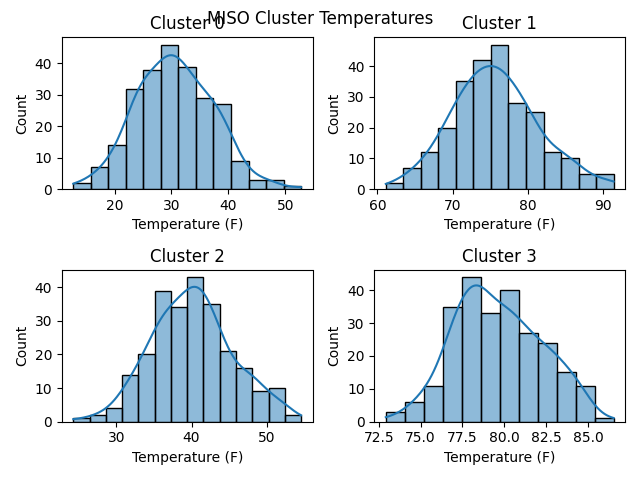 MISO Cluster Temperatures
Cluster 0
Count
40
30
20
10
0
20 30 40 50
Temperature (F)
Cluster 1
Count
40
30
20
10
0
60 70 80 90
Temperature (F)
Cluster 2
Count
40
30
20
10
0
30 40 50
Temperature (F)
Cluster 3
Count
40
30
20
10
0
72.5 75.0 77.5 80.0 82.5 85.0
Temperature (F)